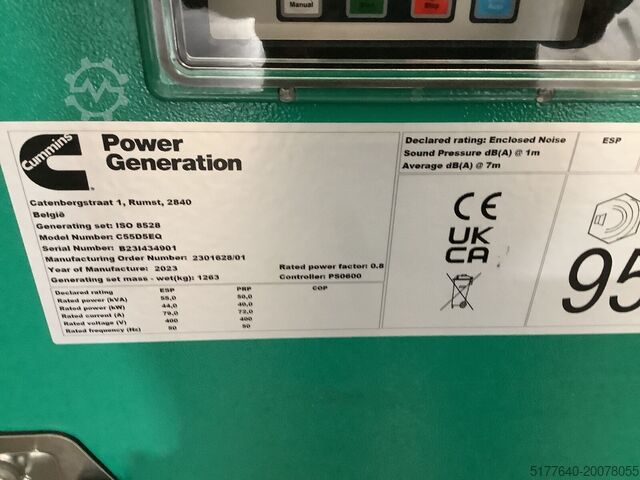 Manual
Start
Stop
Auto
Cummins
Power
Generation
Catenbergstraat 1, Rumst, 2840
België
Generating set: ISO 8528
Model Number: C55D5EQ
Serial Number: B23I434901
Manufacturing Order Number: 2301628/01
Year of Manufacture: 2023
Rated power factor: 0.8
Generating set mass - wet(kg): 1263
Controller: PS0600
Declared rating ESP PRP COP
Rated power (kVA) 55,0 50,0
Rated power (kW) 44,0 40,0
Rated current (A) 79,0 72,0
Rated voltage (V) 400 400
Rated frequency (Hz) 50 50
Declared rating: Enclosed Noise ESP
Sound Pressure dB(A) @ 1m
Average dB(A) @ 7m
CE
UK
CA
95
5177640-20078055